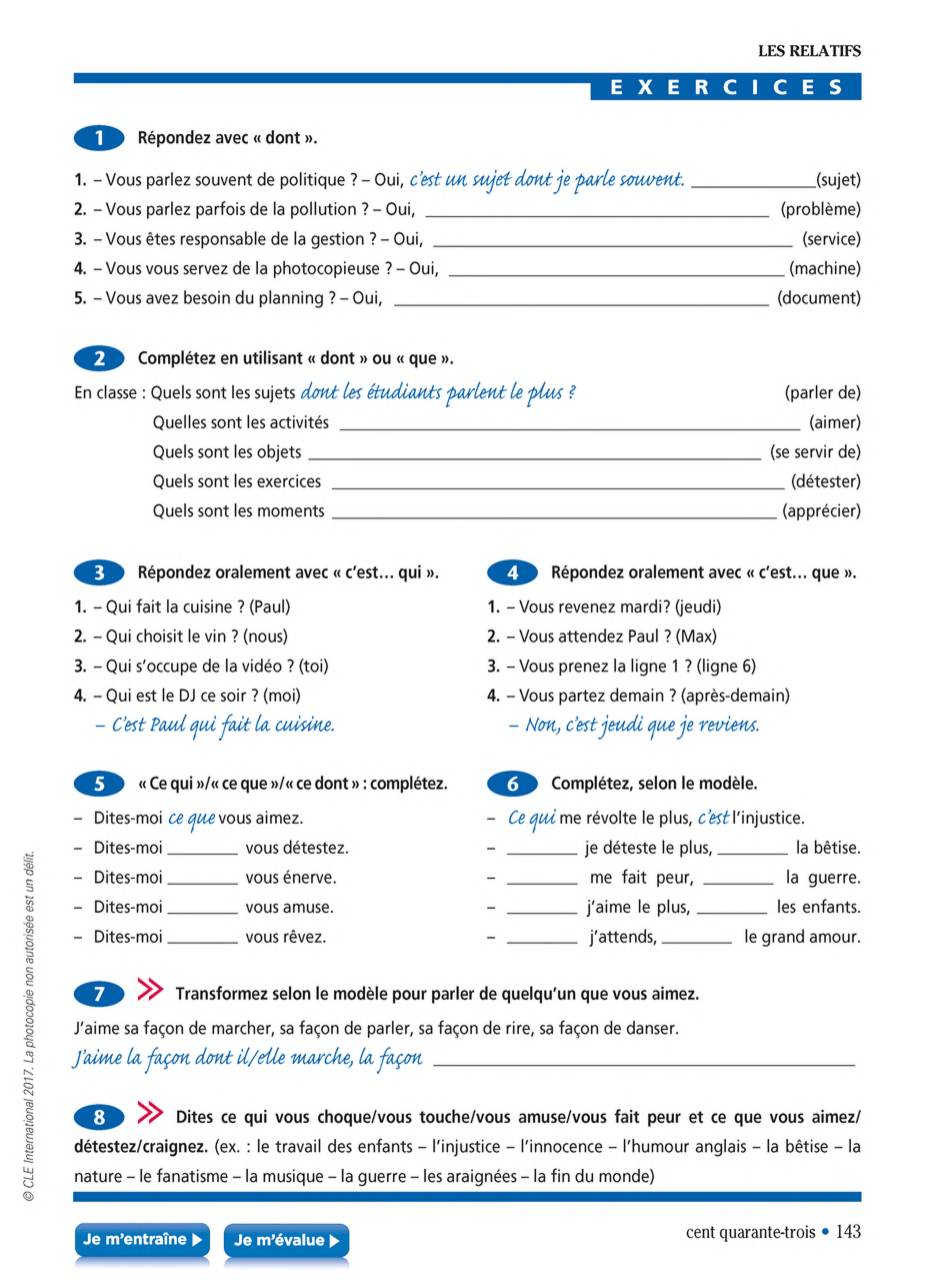 LES RELATIFS
EXERCICES
1 Répondez avec « dont ».
1. – Vous parlez souvent de politique ? – Oui, c'est un sujet dont je parle souvent. (sujet)
2. – Vous parlez parfois de la pollution ? – Oui, (problème)
3. – Vous êtes responsable de la gestion ? – Oui, (service)
4. – Vous vous servez de la photocopieuse ? – Oui, (machine)
5. – Vous avez besoin du planning ? – Oui, (document)
2 Complétez en utilisant « dont » ou « que ».
En classe : Quels sont les sujets dont les étudiants parlent le plus ? (parler de)
Quelles sont les activités (aimer)
Quels sont les objets (se servir de)
Quels sont les exercices (détester)
Quels sont les moments (apprécier)
3 Répondez oralement avec « c'est… qui ».
1. – Qui fait la cuisine ? (Paul)
2. – Qui choisit le vin ? (nous)
3. – Qui s'occupe de la vidéo ? (toi)
4. – Qui est le DJ ce soir ? (moi)
– C'est Paul qui fait la cuisine.
4 Répondez oralement avec « c'est… que ».
1. – Vous revenez mardi? (jeudi)
2. – Vous attendez Paul ? (Max)
3. – Vous prenez la ligne 1 ? (ligne 6)
4. – Vous partez demain ? (après-demain)
– Non, c'est jeudi que je reviens.
5 « Ce qui »/« ce que »/« ce dont » : complétez.
– Dites-moi ce que vous aimez.
– Dites-moi vous détestez.
– Dites-moi vous énerve.
– Dites-moi vous amuse.
– Dites-moi vous rêvez.
6 Complétez, selon le modèle.
– Ce qui me révolte le plus, c'est l'injustice.
– je déteste le plus, la bêtise.
– me fait peur, la guerre.
– j'aime le plus, les enfants.
– j'attends, le grand amour.
7 Transformez selon le modèle pour parler de quelqu'un que vous aimez.
J'aime sa façon de marcher, sa façon de parler, sa façon de rire, sa façon de danser.
J'aime la façon dont il/elle marche, la façon
8 Dites ce qui vous choque/vous touche/vous amuse/vous fait peur et ce que vous aimez/
détestez/craignez. (ex. : le travail des enfants – l'injustice – l'innocence – l'humour anglais – la bêtise – la
nature – le fanatisme – la musique – la guerre – les araignées – la fin du monde)
© CLE International 2017. La photocopie non autorisée est un délit.
Je m'entraîne
Je m'évalue
cent quarante-trois • 143